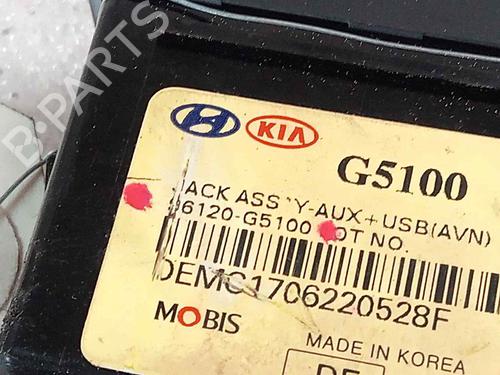 KIA
G5100
JACK ASS'Y-AUX+USB(AVN)
96120-G5100 LOT NO.
DEMC1706220528F
MOBIS
MADE IN KOREA
B-PARTS